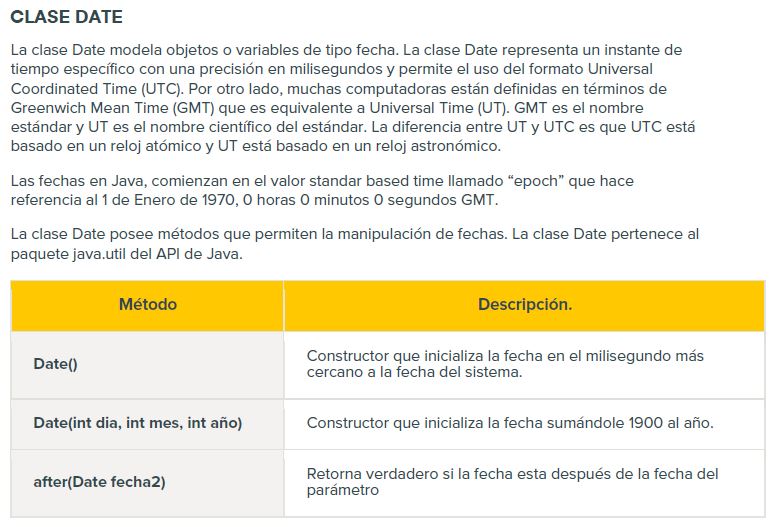 CLASE DATE
La clase Date modela objetos o variables de tipo fecha. La clase Date representa un instante de
tiempo específico con una precisión en milisegundos y permite el uso del formato Universal
Coordinated Time (UTC). Por otro lado, muchas computadoras están definidas en términos de
Greenwich Mean Time (GMT) que es equivalente a Universal Time (UT). GMT es el nombre
estándar y UT es el nombre científico del estándar. La diferencia entre UT y UTC es que UTC está
basado en un reloj atómico y UT está basado en un reloj astronómico.
Las fechas en Java, comienzan en el valor standar based time llamado “epoch” que hace
referencia al 1 de Enero de 1970, 0 horas 0 minutos 0 segundos GMT.
La clase Date posee métodos que permiten la manipulación de fechas. La clase Date pertenece al
paquete java.util del API de Java.
Método
Descripción.
Date()
Constructor que inicializa la fecha en el milisegundo más
cercano a la fecha del sistema.
Date(int dia, int mes, int año)
Constructor que inicializa la fecha sumándole 1900 al año.
after(Date fecha2)
Retorna verdadero si la fecha esta después de la fecha del
parámetro